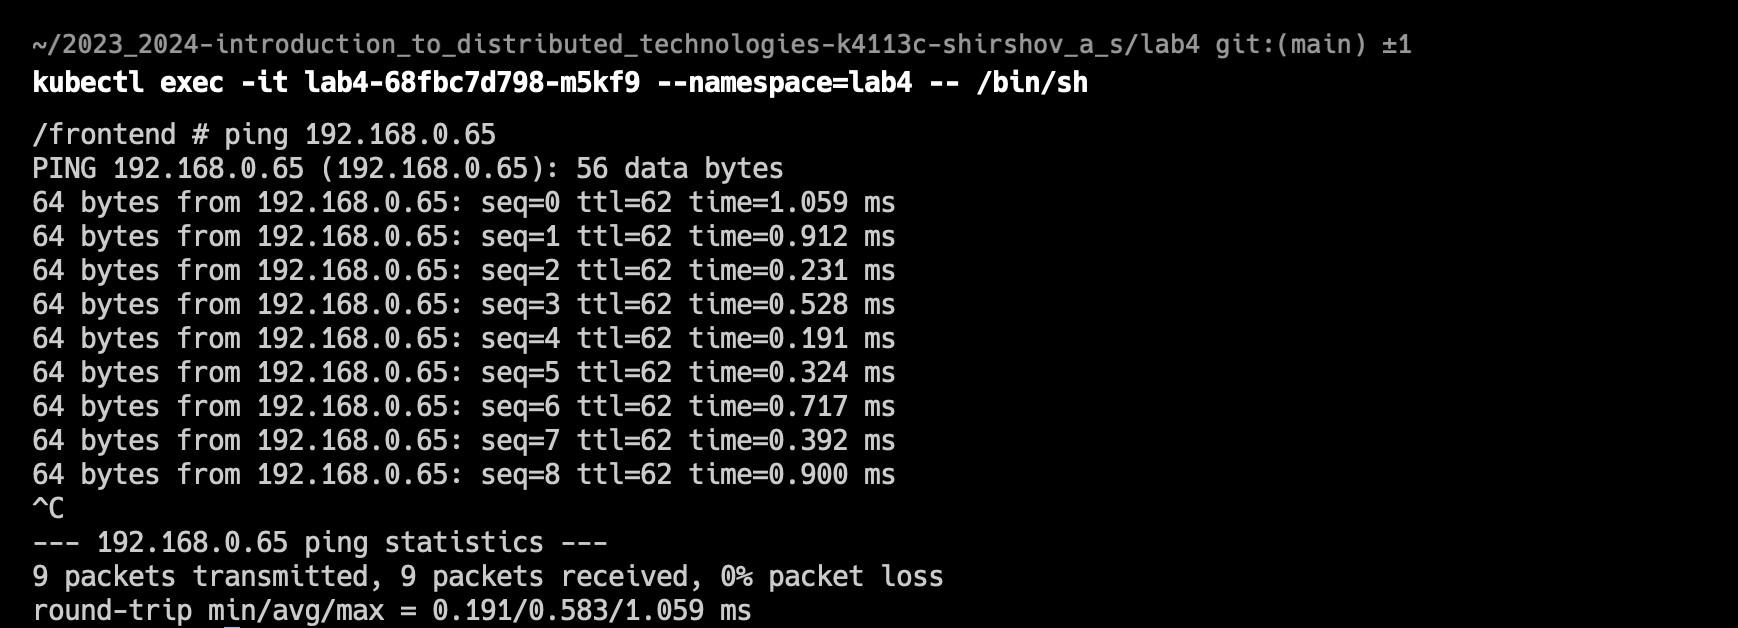 ~/2023_2024-introduction_to_distributed_technologies-k4113c-shirshov_a_s/lab4 git:(main) ±1
kubectl exec -it lab4-68fbc7d798-m5kf9 --namespace=lab4 -- /bin/sh
/frontend # ping 192.168.0.65
PING 192.168.0.65 (192.168.0.65): 56 data bytes
64 bytes from 192.168.0.65: seq=0 ttl=62 time=1.059 ms
64 bytes from 192.168.0.65: seq=1 ttl=62 time=0.912 ms
64 bytes from 192.168.0.65: seq=2 ttl=62 time=0.231 ms
64 bytes from 192.168.0.65: seq=3 ttl=62 time=0.528 ms
64 bytes from 192.168.0.65: seq=4 ttl=62 time=0.191 ms
64 bytes from 192.168.0.65: seq=5 ttl=62 time=0.324 ms
64 bytes from 192.168.0.65: seq=6 ttl=62 time=0.717 ms
64 bytes from 192.168.0.65: seq=7 ttl=62 time=0.392 ms
64 bytes from 192.168.0.65: seq=8 ttl=62 time=0.900 ms
^C
--- 192.168.0.65 ping statistics ---
9 packets transmitted, 9 packets received, 0% packet loss
round-trip min/avg/max = 0.191/0.583/1.059 ms